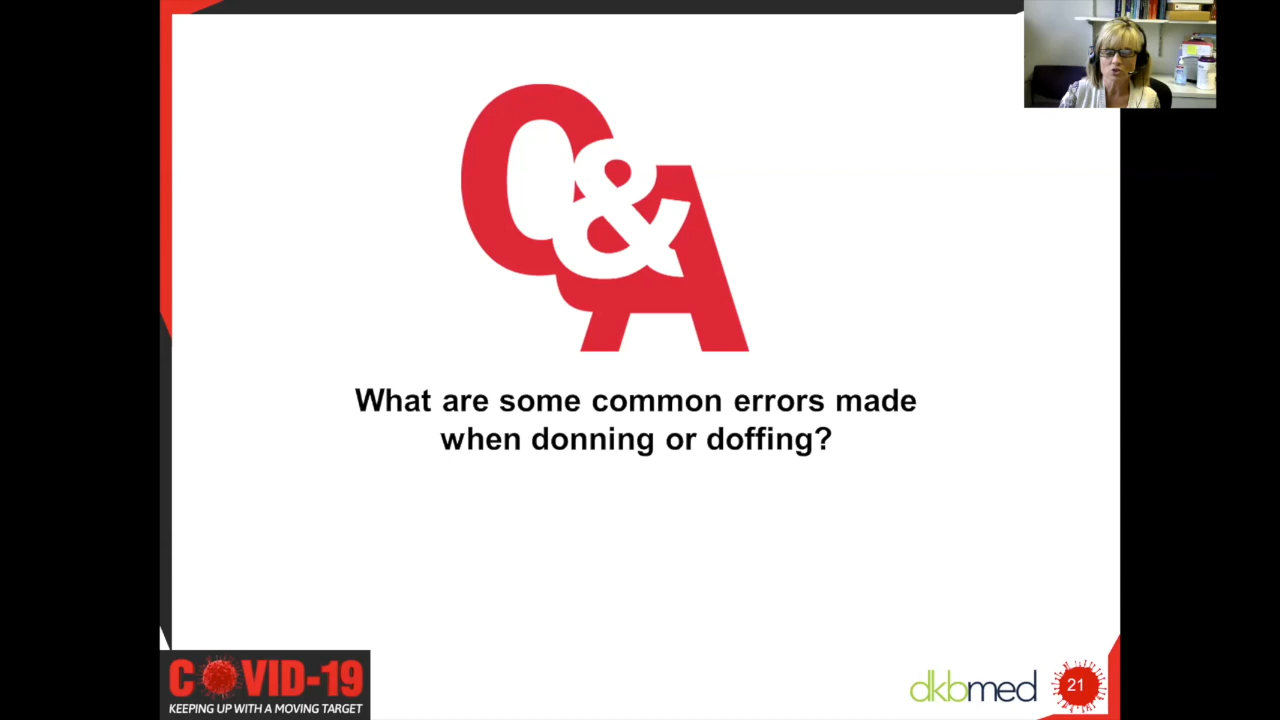 Q&A
What are some common errors made
when donning or doffing?
COVID-19
KEEPING UP WITH A MOVING TARGET
dkbmed
21